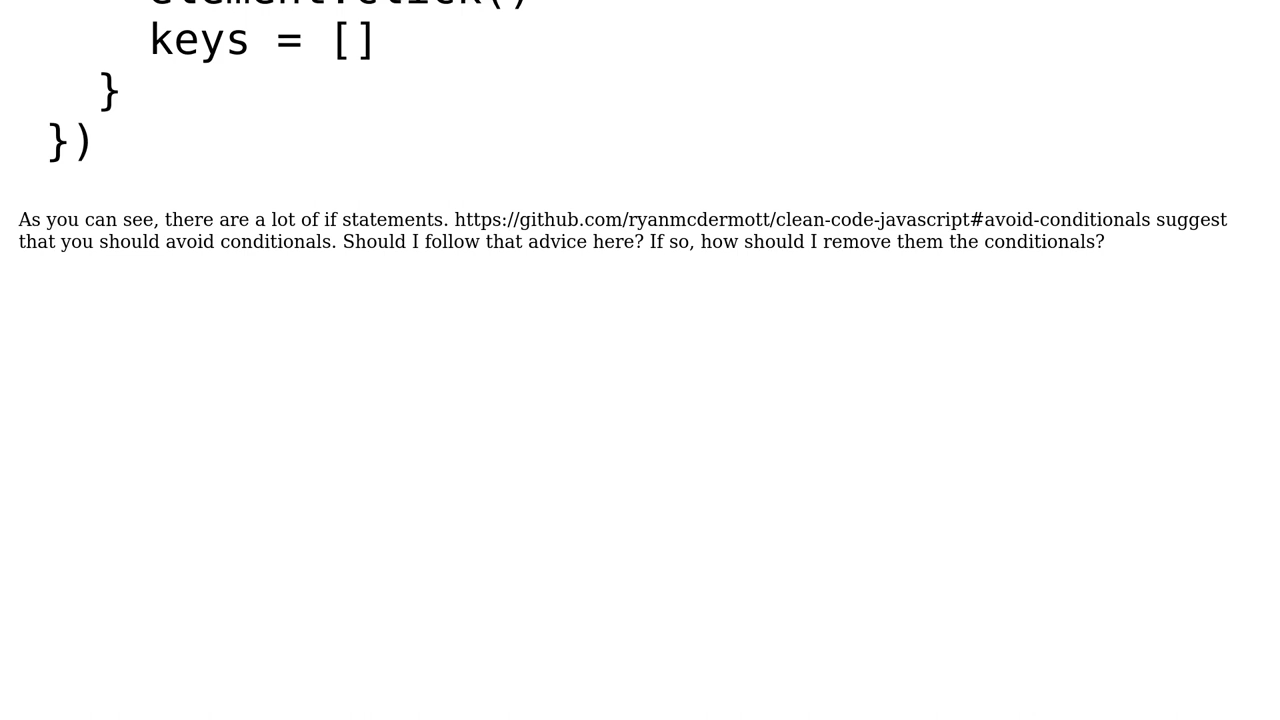 element.click()
keys = []
}
})
As you can see, there are a lot of if statements. https://github.com/ryanmcdermott/clean-code-javascript#avoid-conditionals suggest
that you should avoid conditionals. Should I follow that advice here? If so, how should I remove them the conditionals?